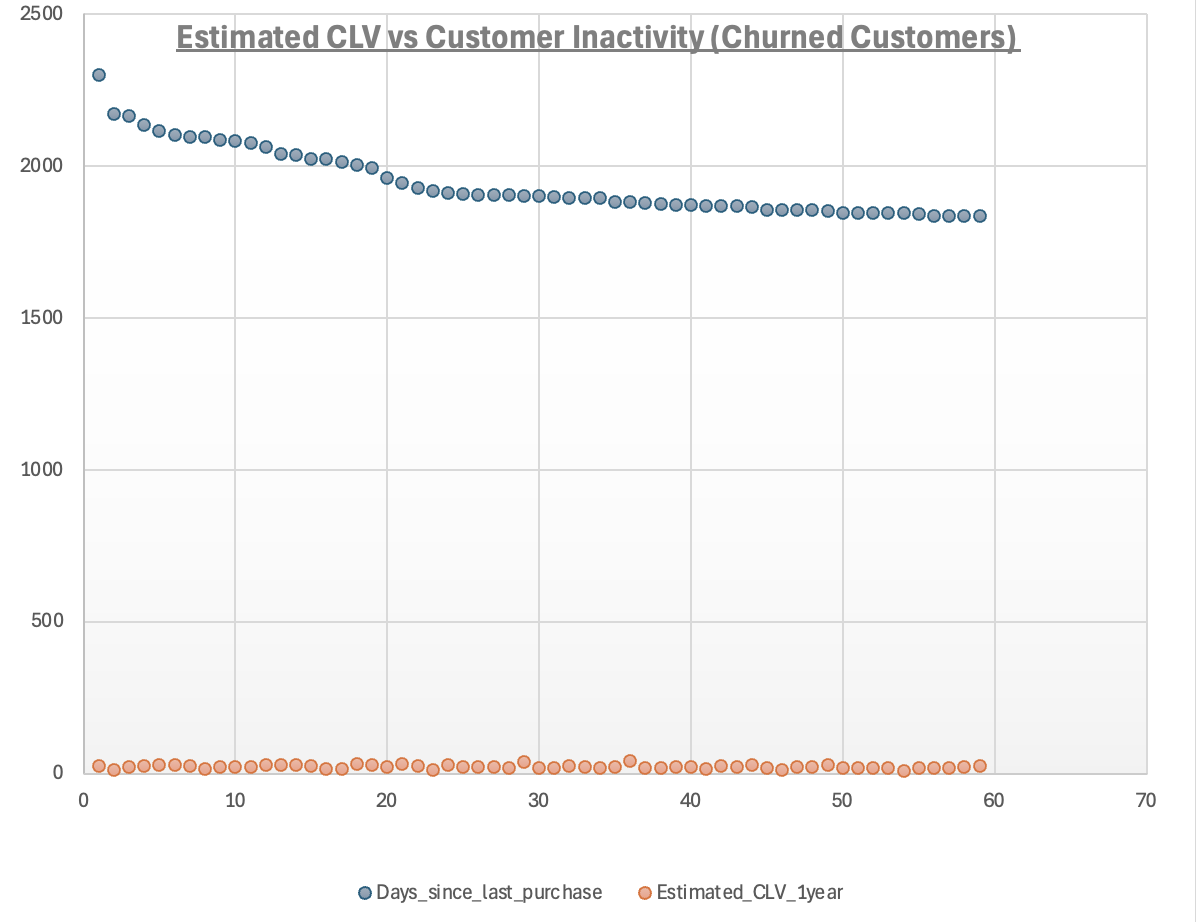 2500
Estimated CLV vs Customer Inactivity (Churned Customers)
2000
1500
1000
500
0
0 10 20 30 40 50 60 70
Days_since_last_purchase Estimated_CLV_1year